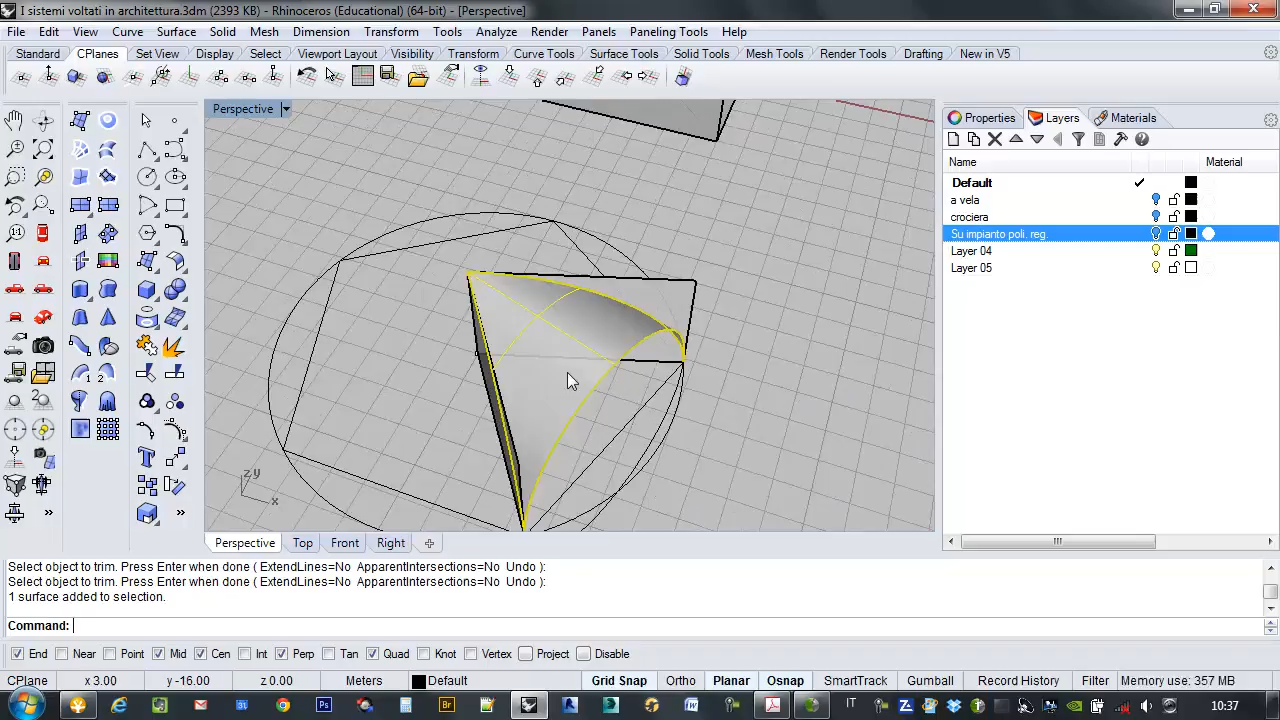 I sistemi voltati in architettura.3dm (2393 KB) - Rhinoceros (Educational) (64-bit) - [Perspective]
File Edit View Curve Surface Solid Mesh Dimension Transform Tools Analyze Render Panels Paneling Tools Help
Standard CPlanes Set View Display Select Viewport Layout Visibility Transform Curve Tools Surface Tools Solid Tools Mesh Tools Render Tools Drafting New in V5
Perspective
Properties Layers Materials
Name Material
Default
a vela
crociera
Su impianto poli. reg.
Layer 04
Layer 05
z y
x
Perspective Top Front Right
Select object to trim. Press Enter when done ( ExtendLines=No ApparentIntersections=No Undo ):
Select object to trim. Press Enter when done ( ExtendLines=No ApparentIntersections=No Undo ):
1 surface added to selection.
Command:
End Near Point Mid Cen Int Perp Tan Quad Knot Vertex Project Disable
CPlane x 3.00 y -16.00 z 0.00 Meters Default Grid Snap Ortho Planar Osnap SmartTrack Gumball Record History Filter Memory use: 357 MB
IT 10:37